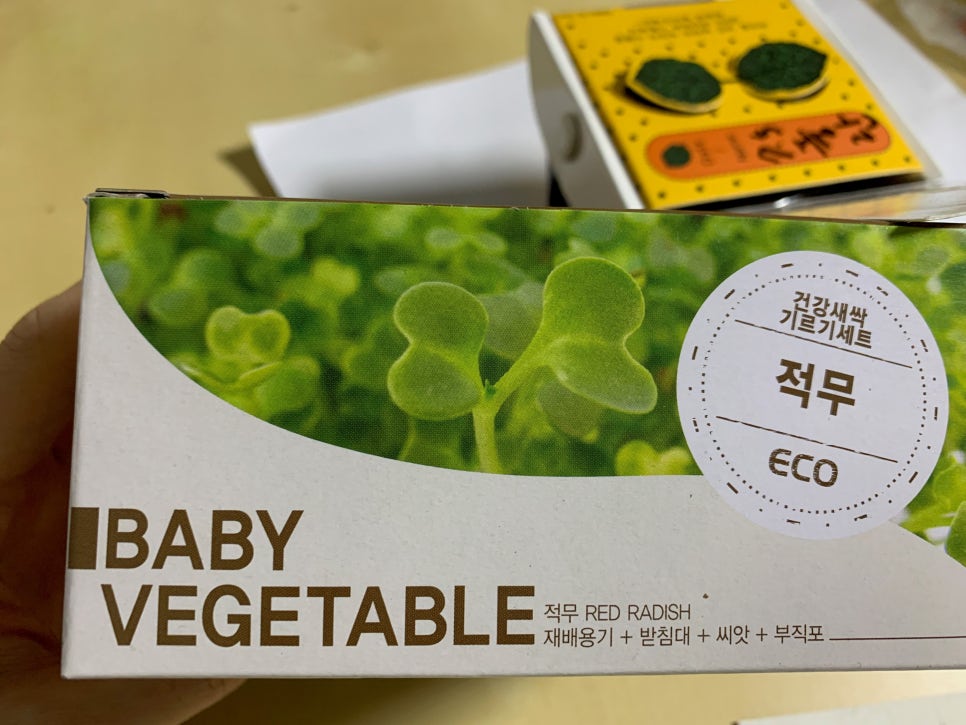 건강새싹
기르기세트
적무
ECO
BABY
VEGETABLE
적무 RED RADISH
재배용기 + 받침대 + 씨앗 + 부직포